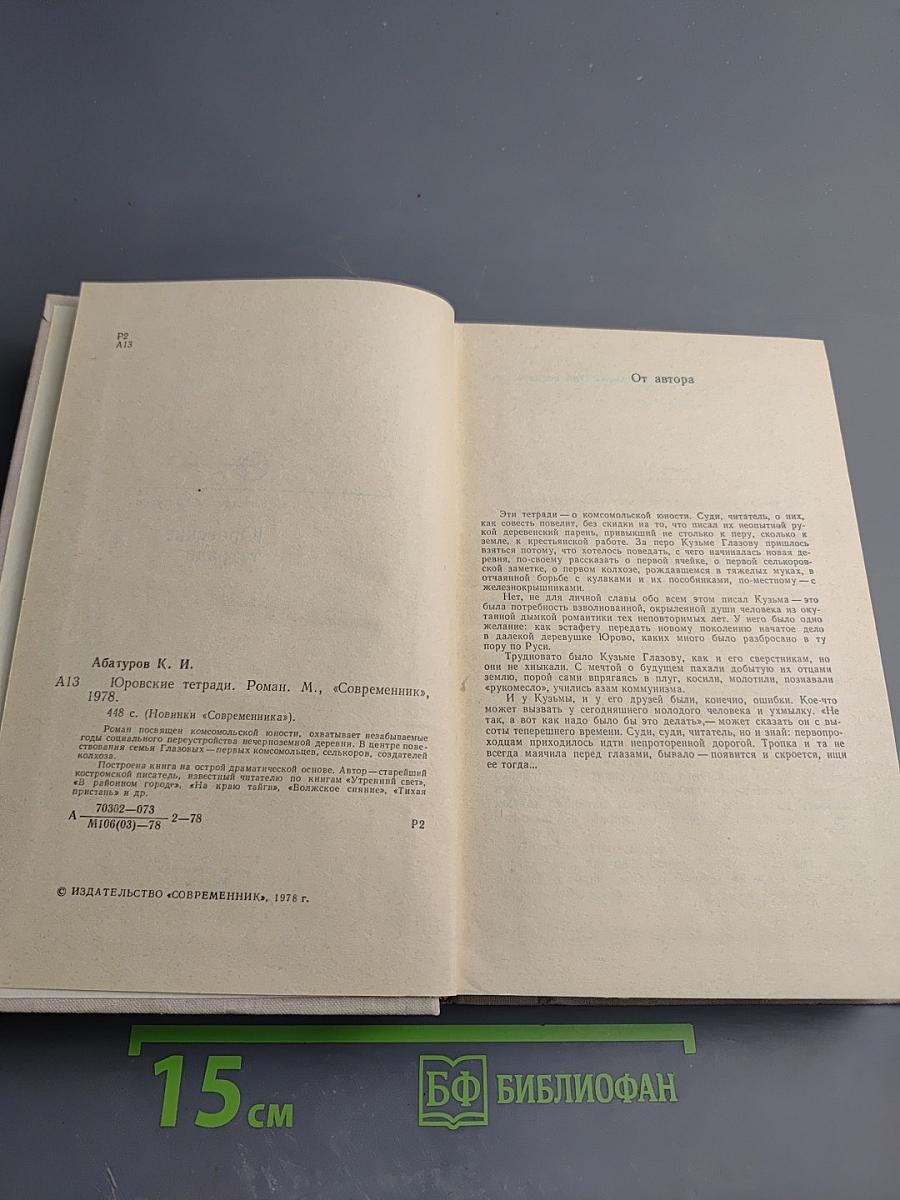 Р2
А13
Абатуров К. И.
А13 Юровские тетради. Роман. М., «Современник»,
1978.
448 с. (Новинки «Современника»).
Роман посвящен комсомольской юности, охватывает незабываемые
годы социального переустройства нечерноземной деревни. В центре пове-
ствования семья Глазовых — первых комсомольцев, селькоров, создателей
колхоза.
Построена книга на острой драматической основе. Автор — старейший
костромской писатель, известный читателю по книгам «Утренний свет»,
«В районном городе», «На краю тайги», «Волжское сияние», «Тихая
пристань» и др.
А 70302—073 2—78
М106(03)—78
Р2
© ИЗДАТЕЛЬСТВО «СОВРЕМЕННИК», 1978 г.
От автора
Эти тетради — о комсомольской юности. Суди, читатель, о них,
как совесть повелит, без скидки на то, что писал их неопытной ру-
кой деревенский парень, привыкший не столько к перу, сколько к
земле, к крестьянской работе. За перо Кузьме Глазову пришлось
взяться потому, что хотелось поведать, с чего начиналась новая де-
ревня, по-своему рассказать о первой ячейке, о первой селькоров-
ской заметке, о первом колхозе, рождавшемся в тяжелых муках, в
отчаянной борьбе с кулаками и их пособниками, по-местному — с
железнокрышниками.
Нет, не для личной славы обо всем этом писал Кузьма — это
была потребность взволнованной, окрыленной души человека из оку-
танной дымкой романтики тех неповторимых лет. У него было одно
желание: как эстафету передать новому поколению начатое дело
в далекой деревушке Юрово, каких много было разбросано в ту
пору по Руси.
Трудновато было Кузьме Глазову, как и его сверстникам, но
они не хныкали. С мечтой о будущем пахали добытую их отцами
землю, порой сами впрягаясь в плуг, косили, молотили, познавали
«рукомесло», учились азам коммунизма.
И у Кузьмы, и у его друзей были, конечно, ошибки. Кое-что
может вызвать у сегодняшнего молодого человека и ухмылку. «Не
так, а вот как надо было бы это делать»,— может сказать он с вы-
соты теперешнего времени. Суди, суди, читатель, но и знай: первопро-
ходцам приходилось идти непроторенной дорогой. Тропка и та не
всегда маячила перед глазами, бывало — появится и скроется, ищи
ее тогда...
15 см
БФ БИБЛИОФАН